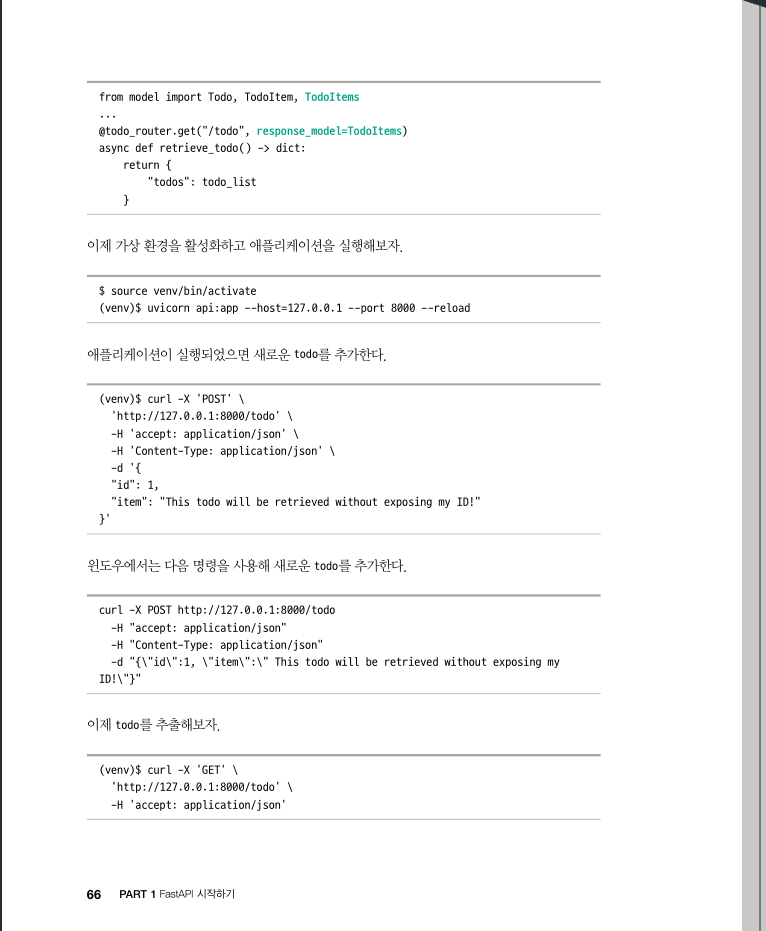 from model import Todo, TodoItem, TodoItems
...
@todo_router.get("/todo", response_model=TodoItems)
async def retrieve_todo() -> dict:
    return {
        "todos": todo_list
    }
이제 가상 환경을 활성화하고 애플리케이션을 실행해보자.
$ source venv/bin/activate
(venv)$ uvicorn api:app --host=127.0.0.1 --port 8000 --reload
애플리케이션이 실행되었으면 새로운 todo를 추가한다.
(venv)$ curl -X 'POST' \
  'http://127.0.0.1:8000/todo' \
  -H 'accept: application/json' \
  -H 'Content-Type: application/json' \
  -d '{
  "id": 1,
  "item": "This todo will be retrieved without exposing my ID!"
}'
윈도우에서는 다음 명령을 사용해 새로운 todo를 추가한다.
curl -X POST http://127.0.0.1:8000/todo
  -H "accept: application/json"
  -H "Content-Type: application/json"
  -d "{\"id\":1, \"item\":\" This todo will be retrieved without exposing my
ID!\"}"
이제 todo를 추출해보자.
(venv)$ curl -X 'GET' \
  'http://127.0.0.1:8000/todo' \
  -H 'accept: application/json'
66 PART 1 FastAPI 시작하기